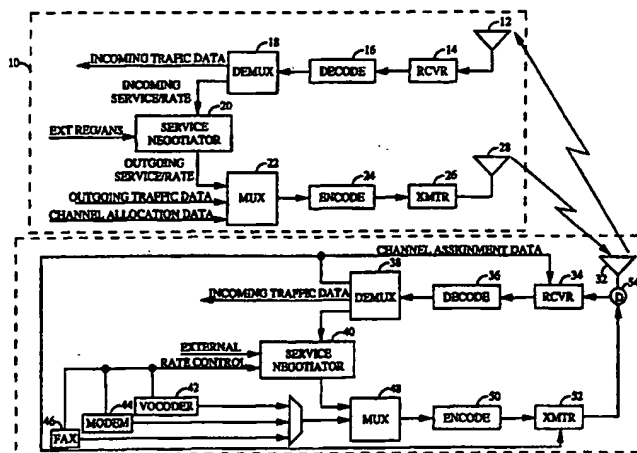 12
18
16
14
INCOMING TRAFIC DATA
DEMUX
DECODE
RCVR
10
INCOMING
SERVICE/RATE
20
EXT REG/ANS
SERVICE
NEGOTIATOR
28
OUTGOING
SERVICE/RATE
22
24
26
OUTGOING TRAFFIC DATA
MUX
ENCODE
XMTR
CHANNEL ALLOCATION DATA
CHANNEL ASSIGNMENT DATA
38
36
34
32
54
INCOMING TRAFFIC DATA
DEMUX
DECODE
RCVR
D
40
EXTERNAL
RATE CONTROL
SERVICE
NEGOTIATOR
42
VOCODER
48
50
52
44
MODEM
MUX
ENCODE
XMTR
46
FAX